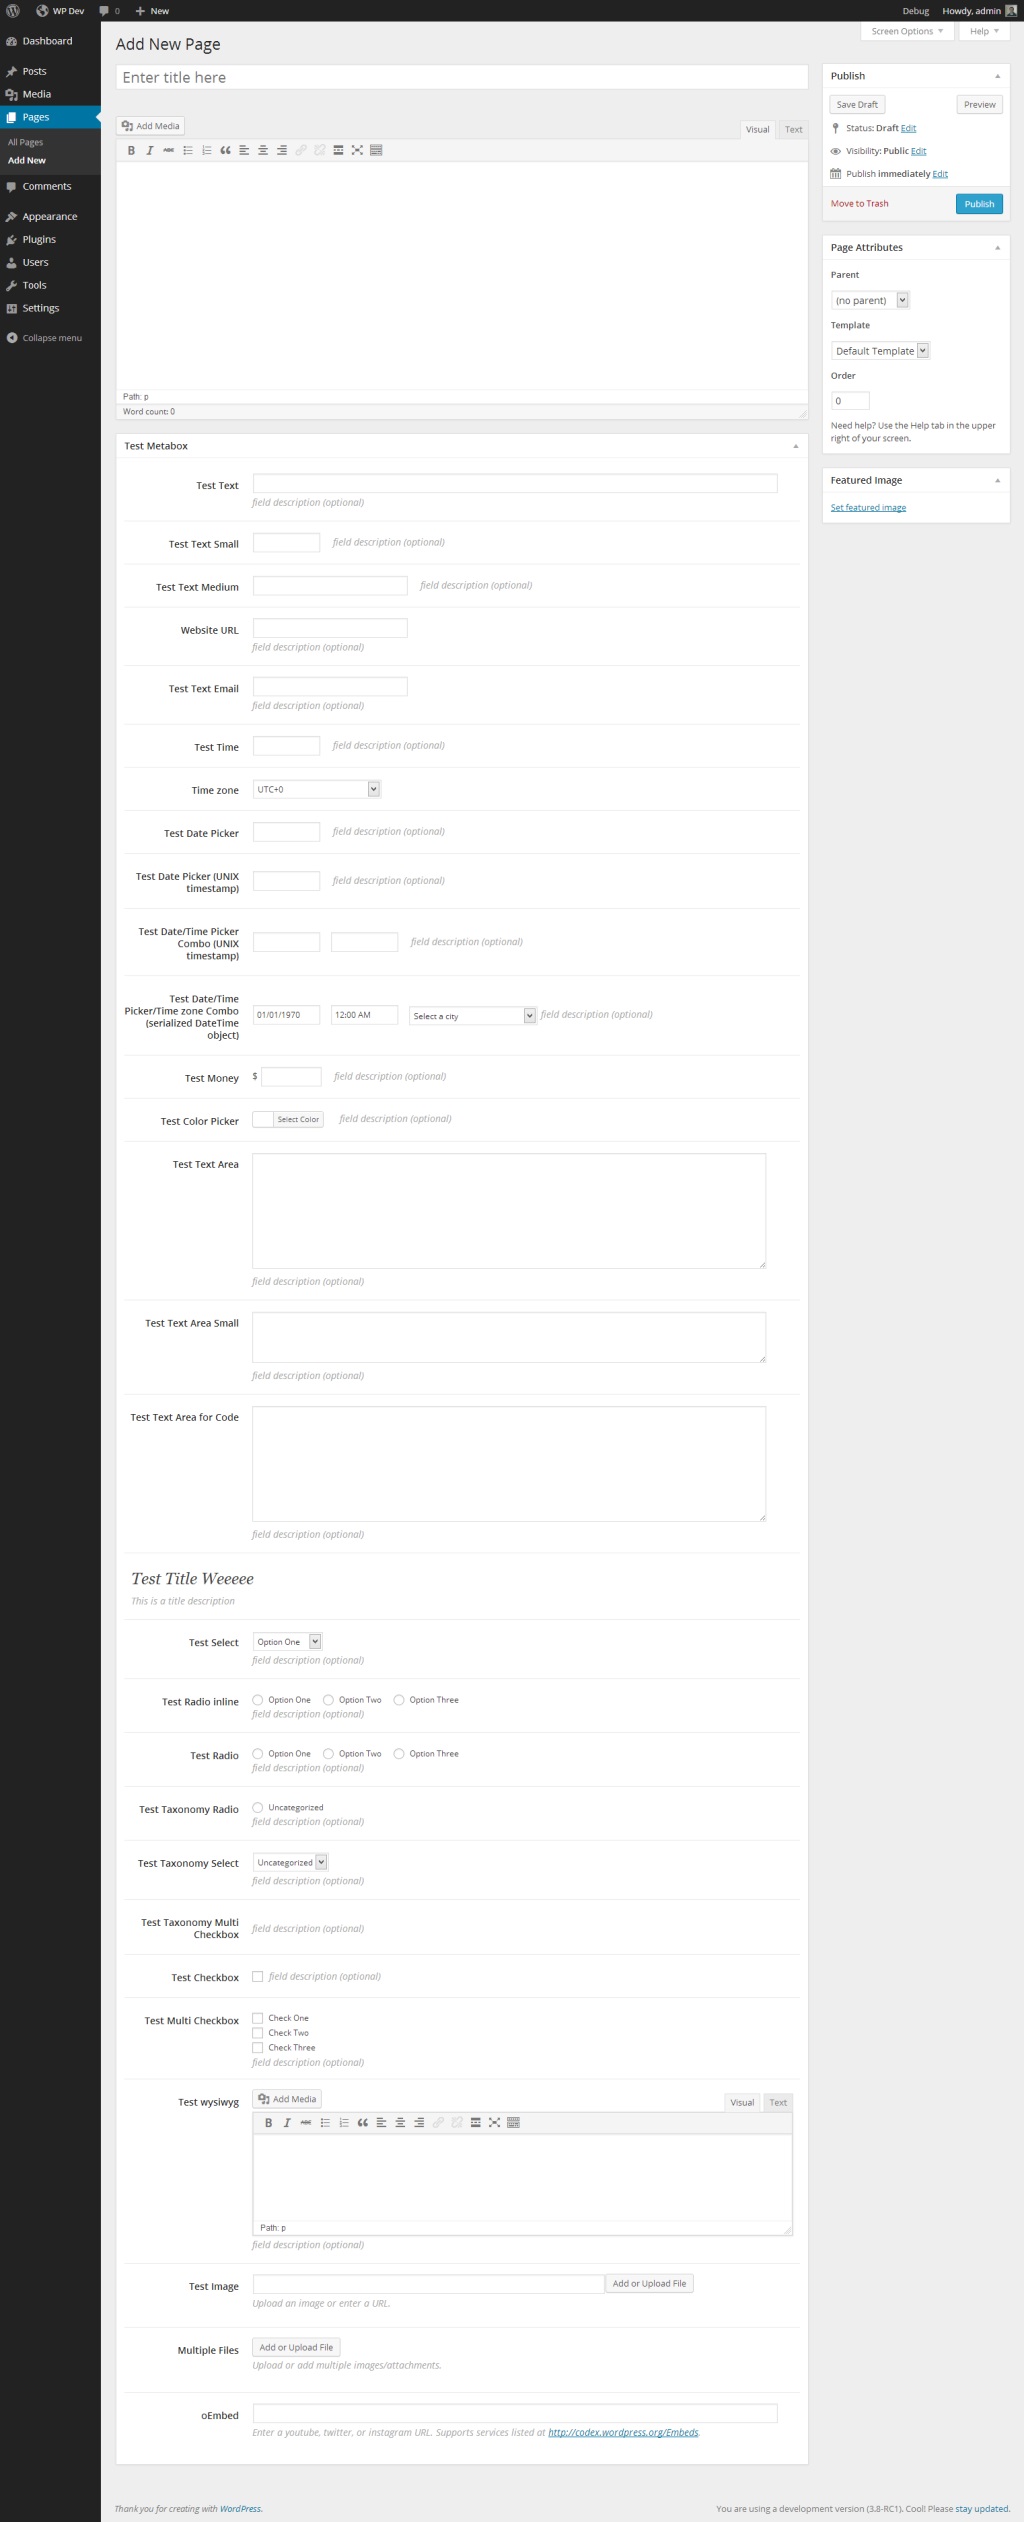 WP Dev 0 New Debug Howdy, admin
Dashboard
Posts
Media
Pages
All Pages
Add New
Comments
Appearance
Plugins
Users
Tools
Settings
Collapse menu
Screen Options Help
Add New Page
Enter title here
Add Media
Visual Text
B I ABC
Path: p
Word count: 0
Publish
Save Draft Preview
Status: Draft Edit
Visibility: Public Edit
Publish immediately Edit
Move to Trash Publish
Page Attributes
Parent
(no parent)
Template
Default Template
Order
0
Need help? Use the Help tab in the upper
right of your screen.
Featured Image
Set featured image
Test Metabox
Test Text
field description (optional)
Test Text Small field description (optional)
Test Text Medium field description (optional)
Website URL
field description (optional)
Test Text Email
field description (optional)
Test Time field description (optional)
Time zone UTC+0
Test Date Picker field description (optional)
Test Date Picker (UNIX
timestamp)
field description (optional)
Test Date/Time Picker
Combo (UNIX
timestamp)
field description (optional)
Test Date/Time
Picker/Time zone Combo
(serialized DateTime
object)
01/01/1970 12:00 AM Select a city field description (optional)
Test Money $ field description (optional)
Test Color Picker Select Color field description (optional)
Test Text Area
field description (optional)
Test Text Area Small
field description (optional)
Test Text Area for Code
field description (optional)
Test Title Weeeee
This is a title description
Test Select Option One
field description (optional)
Test Radio inline Option One Option Two Option Three
field description (optional)
Test Radio Option One Option Two Option Three
field description (optional)
Test Taxonomy Radio Uncategorized
field description (optional)
Test Taxonomy Select Uncategorized
field description (optional)
Test Taxonomy Multi
Checkbox
field description (optional)
Test Checkbox field description (optional)
Test Multi Checkbox Check One
Check Two
Check Three
field description (optional)
Test wysiwyg Add Media
Visual Text
B I ABC
Path: p
field description (optional)
Test Image Add or Upload File
Upload an image or enter a URL.
Multiple Files Add or Upload File
Upload or add multiple images/attachments.
oEmbed
Enter a youtube, twitter, or instagram URL. Supports services listed at http://codex.wordpress.org/Embeds.
Thank you for creating with WordPress. You are using a development version (3.8-RC1). Cool! Please stay updated.